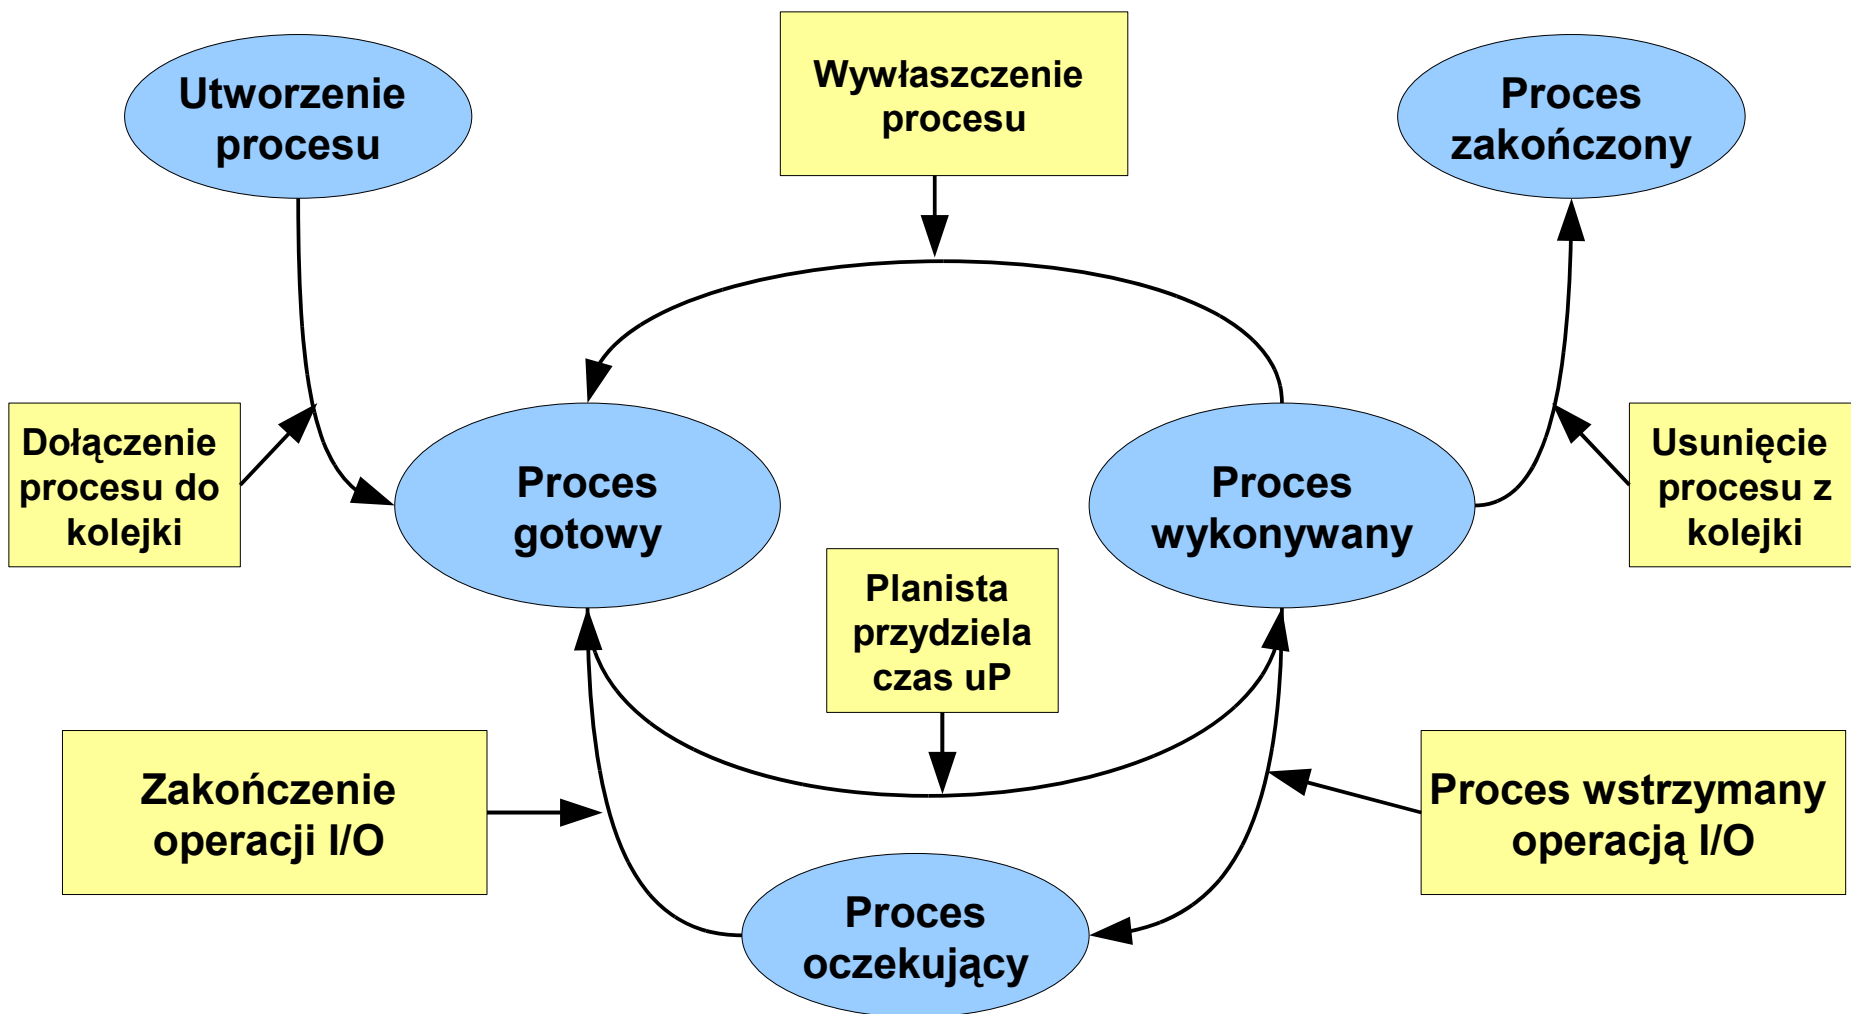 Utworzenie
procesu
Wywłaszczenie
procesu
Proces
zakończony
Dołączenie
procesu do
kolejki
Proces
gotowy
Proces
wykonywany
Usunięcie
procesu z
kolejki
Planista
przydziela
czas uP
Zakończenie
operacji I/O
Proces wstrzymany
operacją I/O
Proces
oczekujący